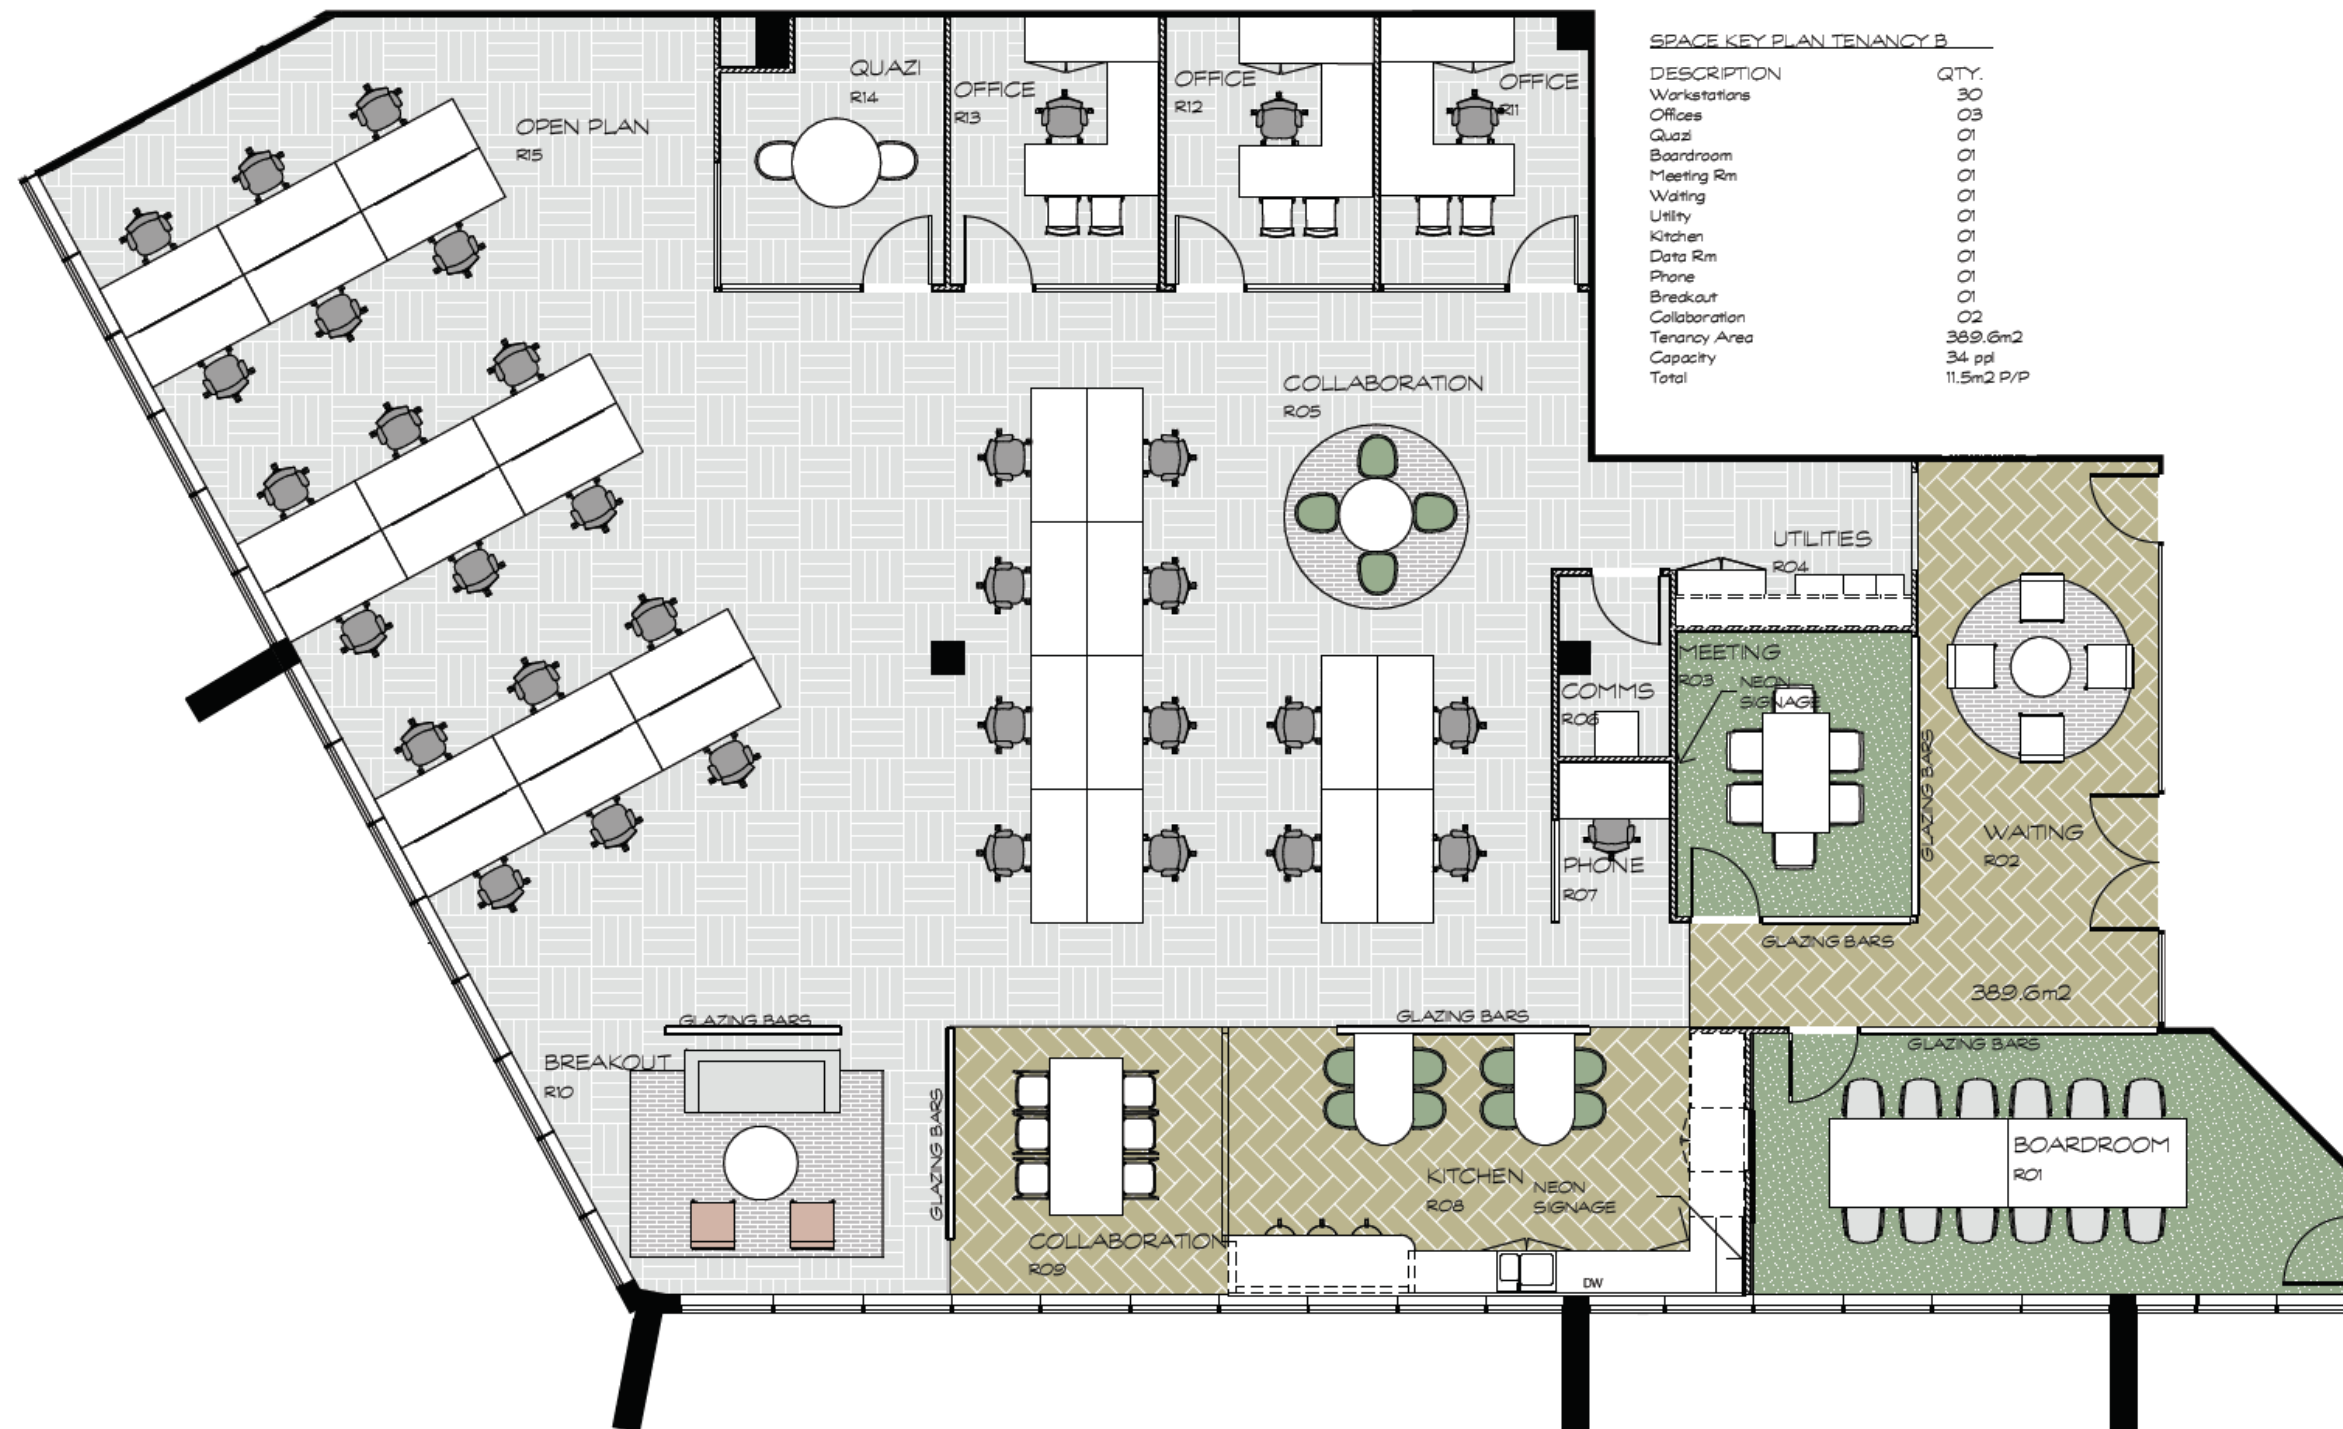 SPACE KEY PLAN TENANCY B
DESCRIPTION QTY.
Workstations 30
Offices 03
Quazi 01
Boardroom 01
Meeting Rm 01
Waiting 01
Utility 01
Kitchen 01
Data Rm 01
Phone 01
Breakout 01
Collaboration 02
Tenancy Area 389.6m2
Capacity 34 ppl
Total 11.5m2 P/P
OPEN PLAN
R15
QUAZI
R14
OFFICE
R13
OFFICE
R12
OFFICE
R11
COLLABORATION
R05
UTILITIES
R04
MEETING
R03
NEON
SIGNAGE
COMMS
R06
GLAZING BARS
WAITING
R02
PHONE
R07
GLAZING BARS
389.6m2
GLAZING BARS
GLAZING BARS
GLAZING BARS
BREAKOUT
R10
GLAZING BARS
COLLABORATION
R09
KITCHEN
R08
NEON
SIGNAGE
DW
BOARDROOM
R01